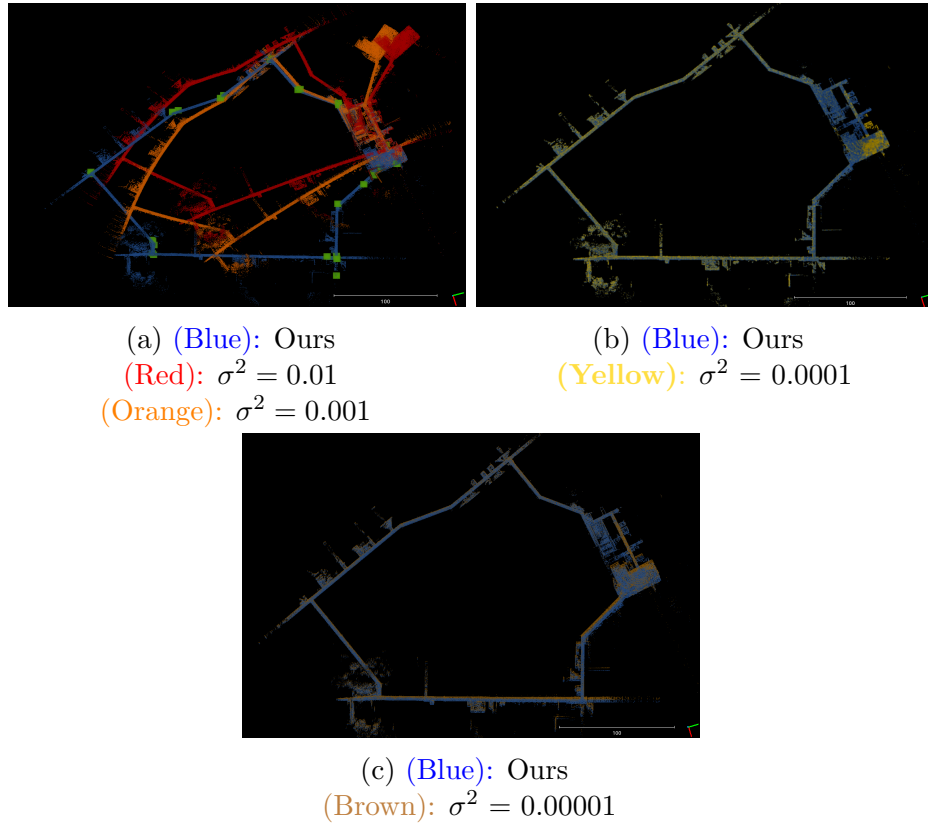 100
100
(a) (Blue): Ours
(Red): σ² = 0.01
(Orange): σ² = 0.001
(b) (Blue): Ours
(Yellow): σ² = 0.0001
100
(c) (Blue): Ours
(Brown): σ² = 0.00001